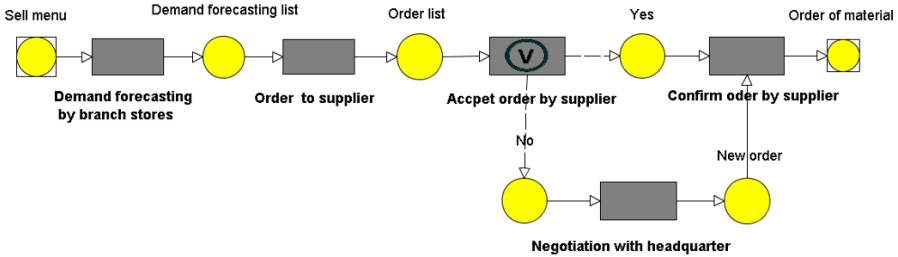 Sell menu
Demand forecasting list
Order list
Yes
Order of material
V
Demand forecasting
by branch stores
Order to supplier
Accpet order by supplier
Confirm oder by supplier
No
New order
Negotiation with headquarter